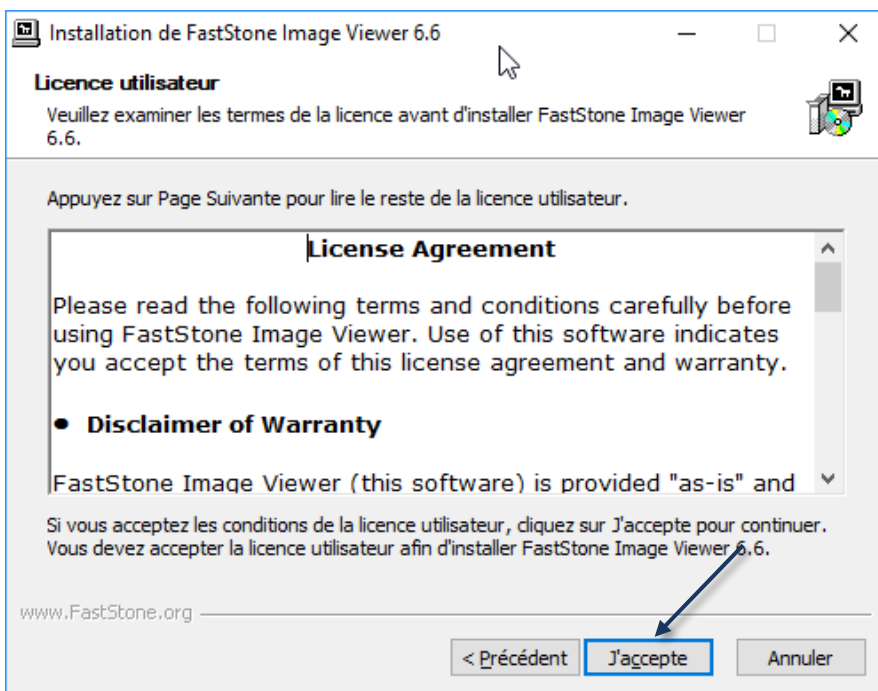 Installation de FastStone Image Viewer 6.6
Licence utilisateur
Veuillez examiner les termes de la licence avant d'installer FastStone Image Viewer
6.6.
Appuyez sur Page Suivante pour lire le reste de la licence utilisateur.
License Agreement
Please read the following terms and conditions carefully before
using FastStone Image Viewer. Use of this software indicates
you accept the terms of this license agreement and warranty.
• Disclaimer of Warranty
FastStone Image Viewer (this software) is provided "as-is" and
Si vous acceptez les conditions de la licence utilisateur, cliquez sur J'accepte pour continuer.
Vous devez accepter la licence utilisateur afin d'installer FastStone Image Viewer 6.6.
www.FastStone.org
< Précédent J'accepte Annuler